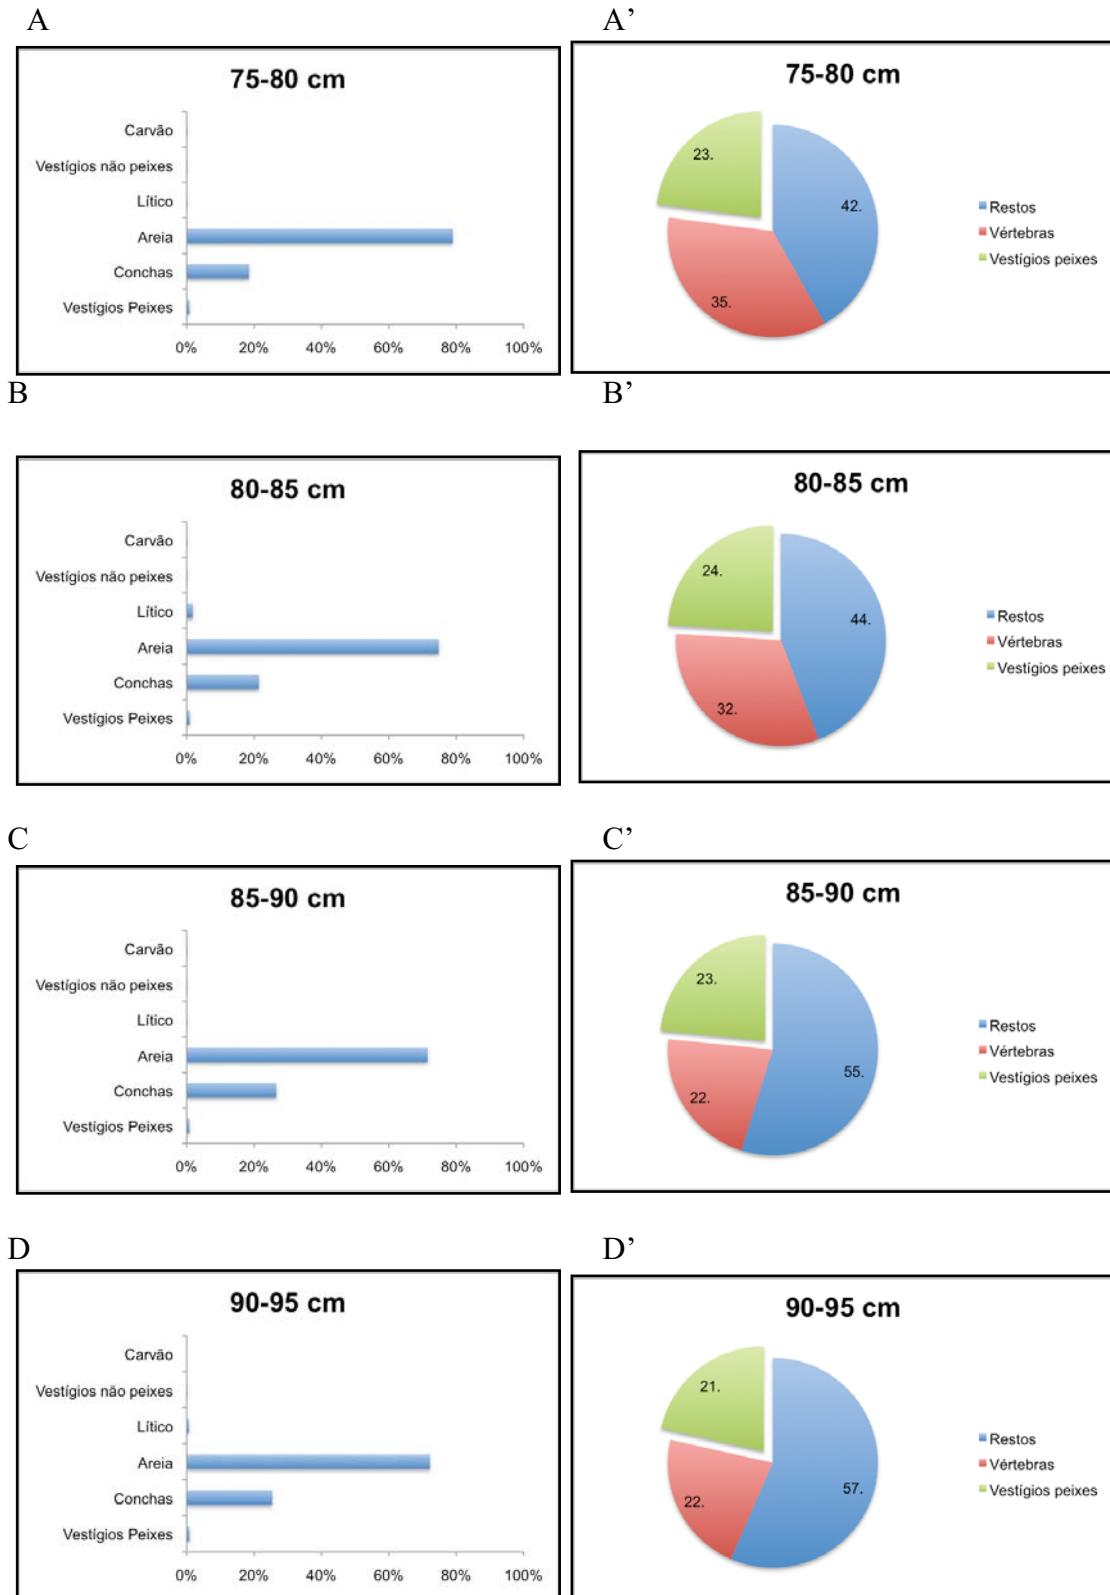 A
A’
75-80 cm
Carvão
Vestígios não peixes
Lítico
Areia
Conchas
Vestígios Peixes
0% 20% 40% 60% 80% 100%
75-80 cm
23.
42.
35.
Restos
Vértebras
Vestígios peixes
B
B’
80-85 cm
Carvão
Vestígios não peixes
Lítico
Areia
Conchas
Vestígios Peixes
0% 20% 40% 60% 80% 100%
80-85 cm
24.
44.
32.
Restos
Vértebras
Vestígios peixes
C
C’
85-90 cm
Carvão
Vestígios não peixes
Lítico
Areia
Conchas
Vestígios Peixes
0% 20% 40% 60% 80% 100%
85-90 cm
23.
55.
22.
Restos
Vértebras
Vestígios peixes
D
D’
90-95 cm
Carvão
Vestígios não peixes
Lítico
Areia
Conchas
Vestígios Peixes
0% 20% 40% 60% 80% 100%
90-95 cm
21.
57.
22.
Restos
Vértebras
Vestígios peixes